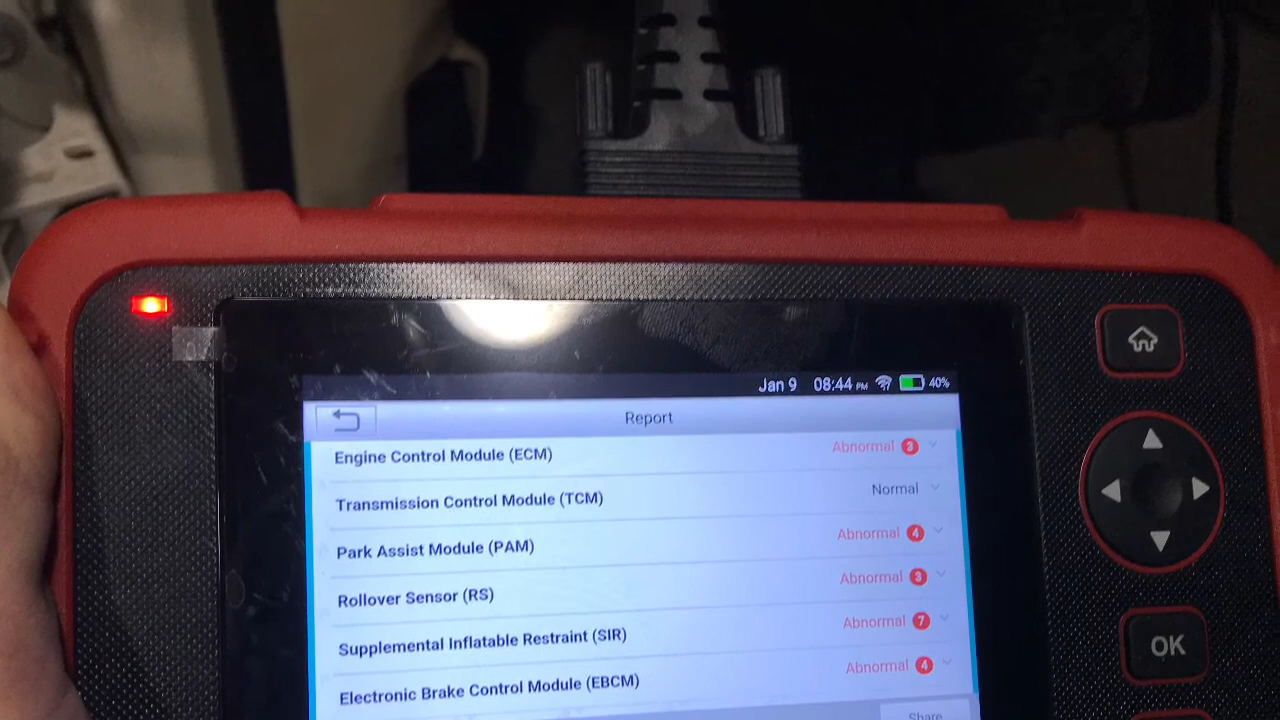 Jan 9 08:44 PM 40%
Report
Engine Control Module (ECM) Abnormal
Transmission Control Module (TCM) Normal
Park Assist Module (PAM) Abnormal 4
Rollover Sensor (RS) Abnormal 3
Supplemental Inflatable Restraint (SIR) Abnormal 7
Electronic Brake Control Module (EBCM) Abnormal 4
Share
OK